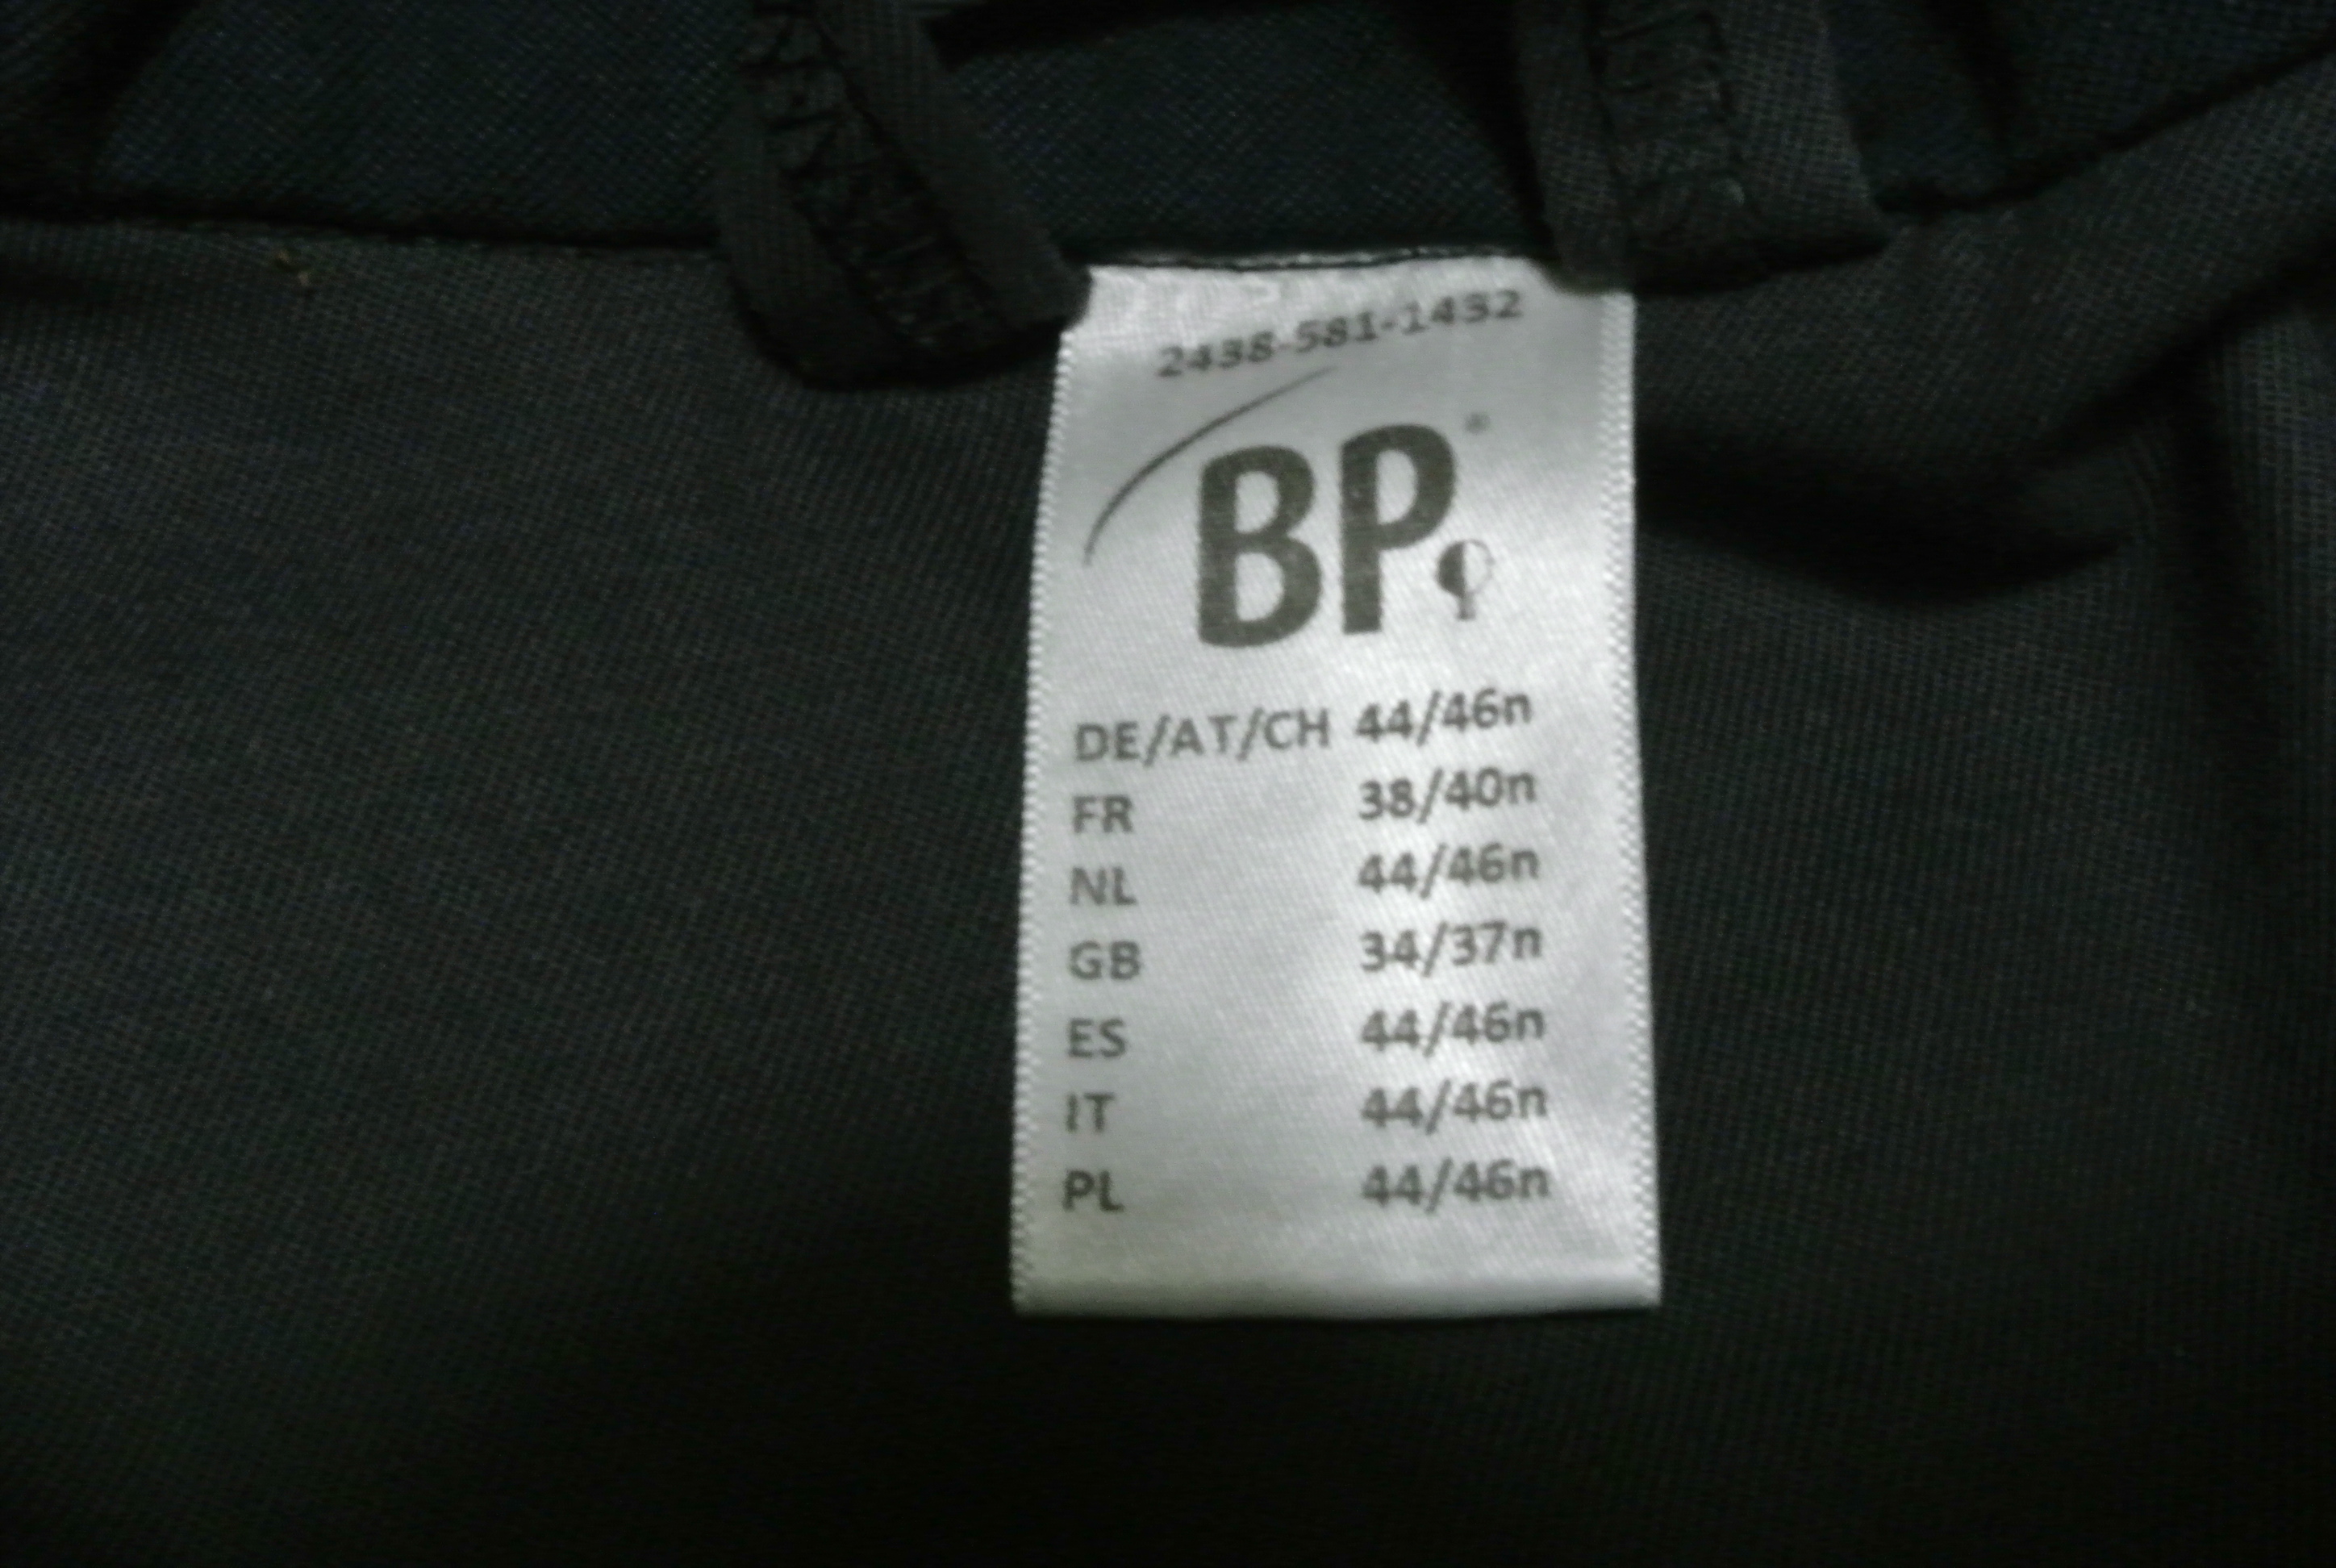 2438-581-1432
BP®
DE/AT/CH 44/46n
FR 38/40n
NL 44/46n
GB 34/37n
ES 44/46n
IT 44/46n
PL 44/46n